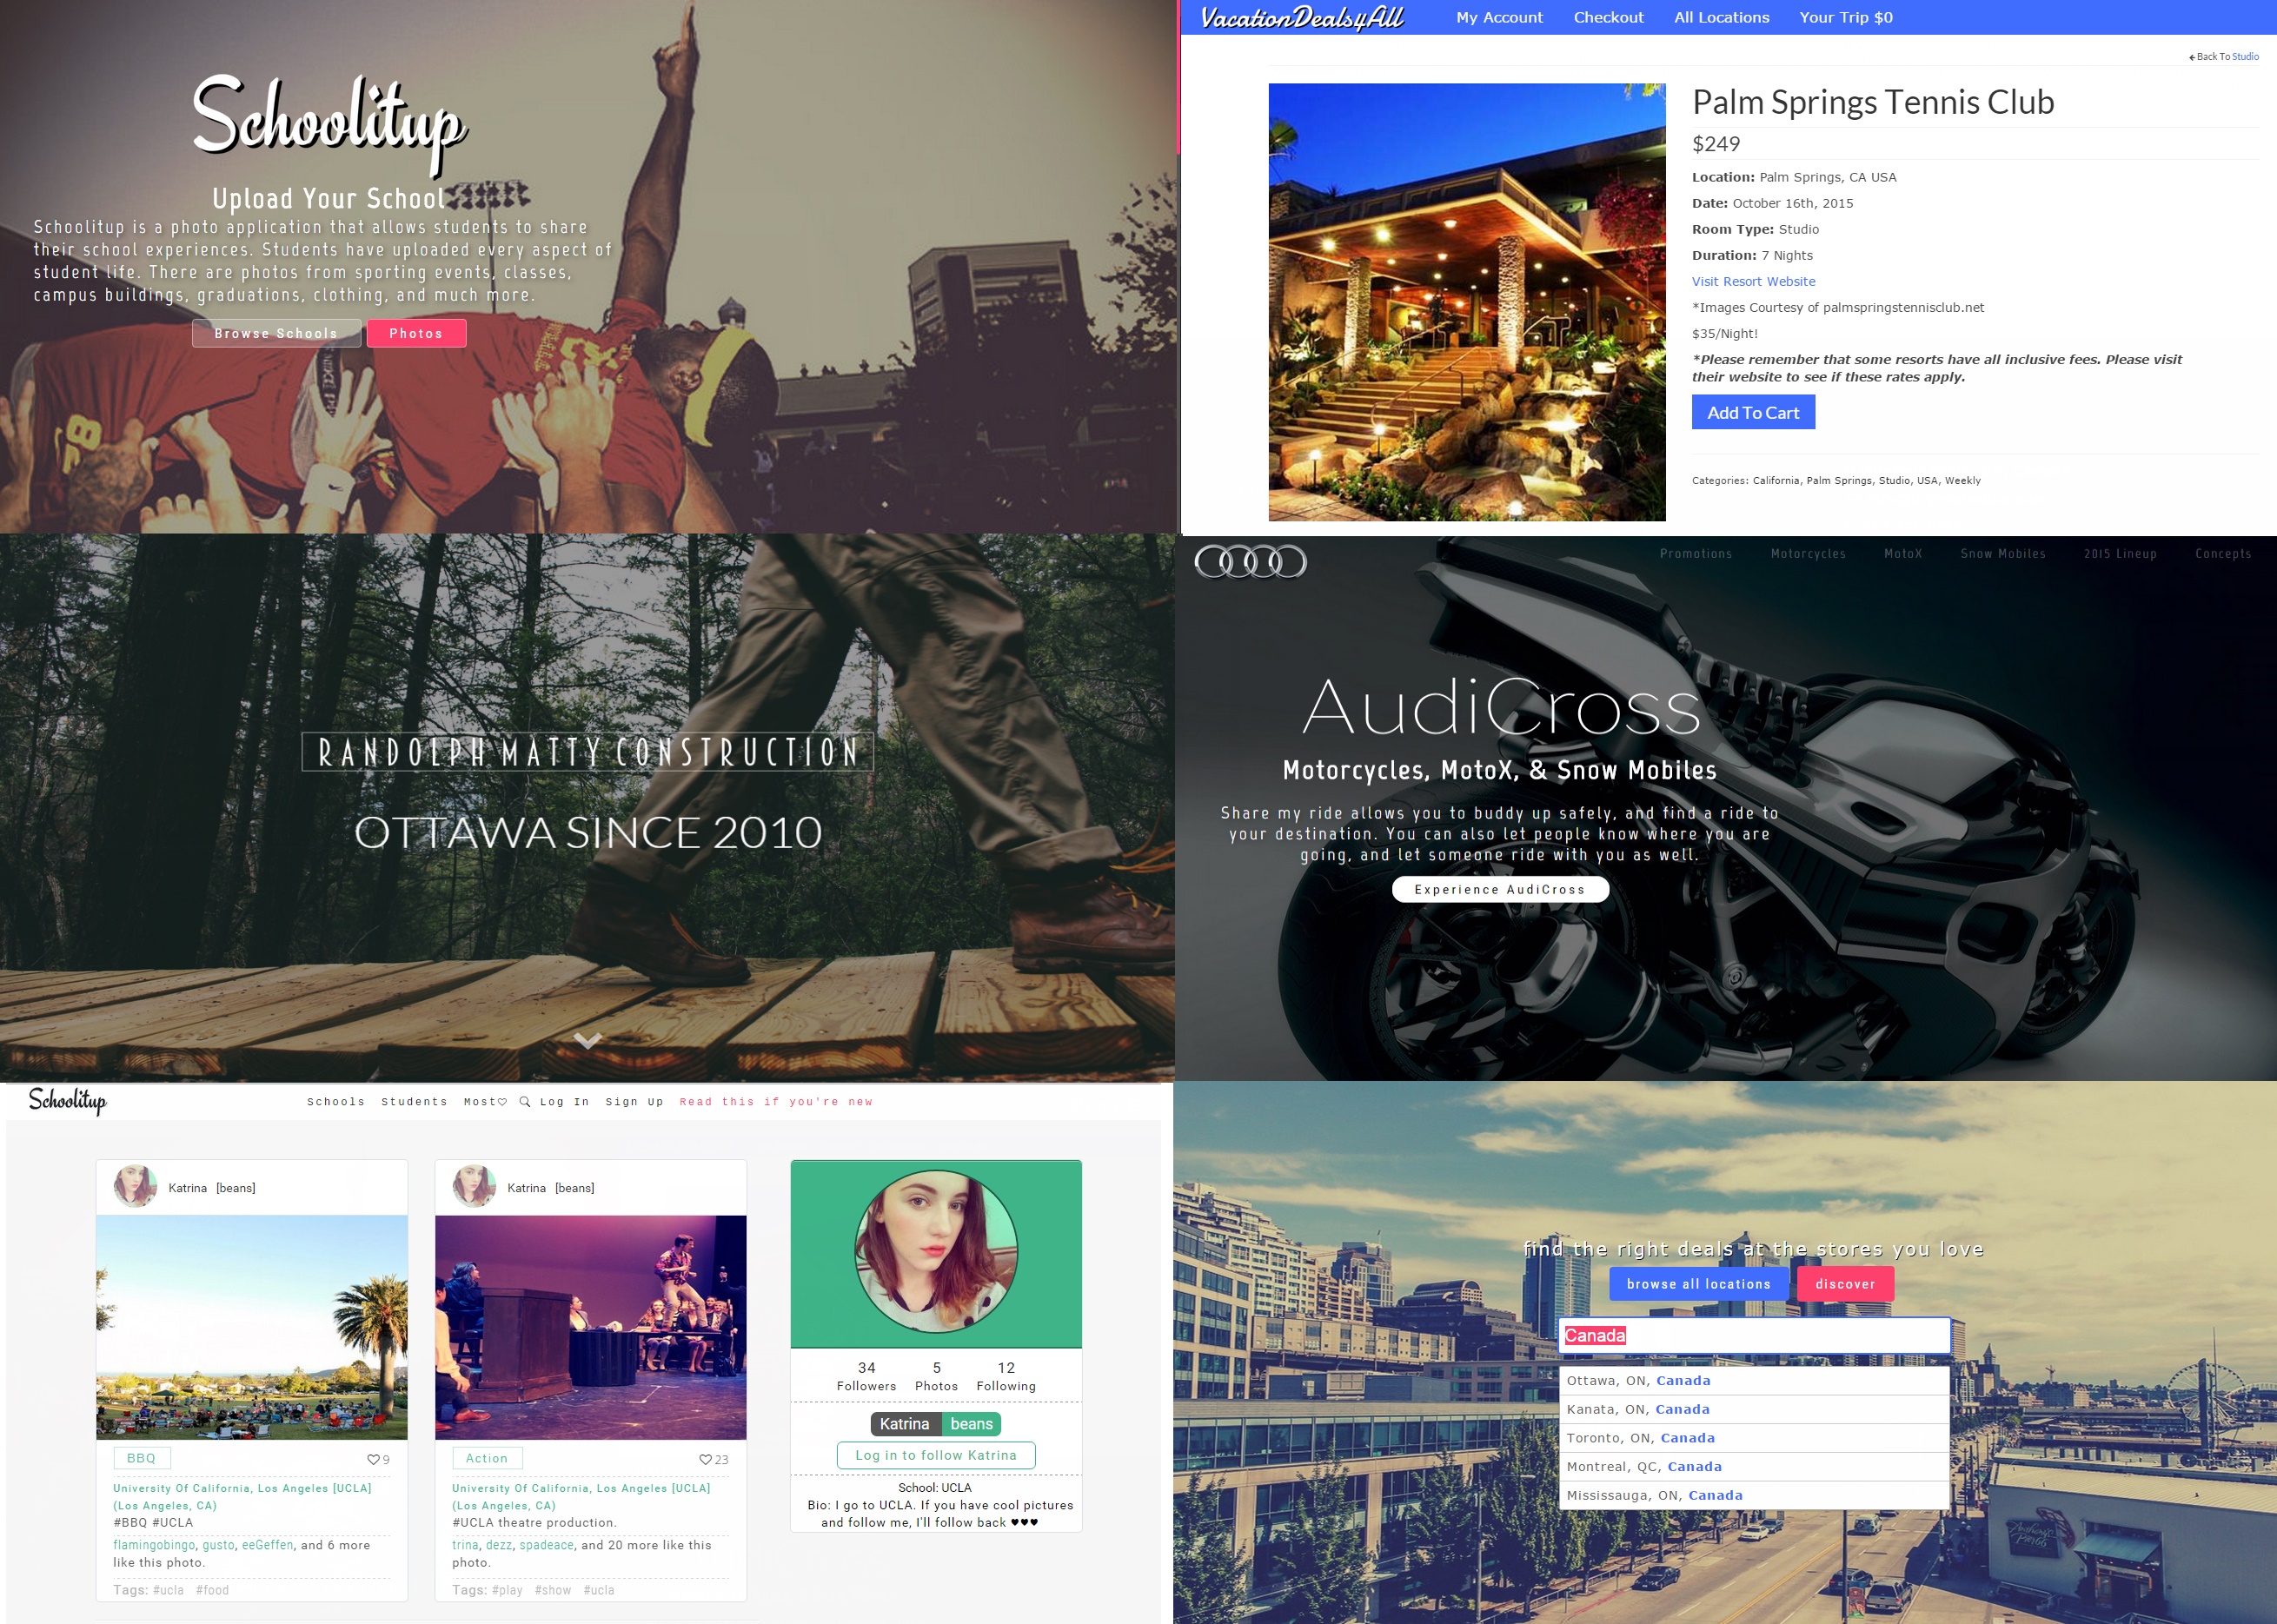 Schoolitup
Upload Your School
Schoolitup is a photo application that allows students to share
their school experiences. Students have uploaded every aspect of
student life. There are photos from sporting events, classes,
campus buildings, graduations, clothing, and much more.
Browse Schools
Photos
78
VacationDeals4All
My Account
Checkout
All Locations
Your Trip $0
Back To Studio
Palm Springs Tennis Club
$249
Location: Palm Springs, CA USA
Date: October 16th, 2015
Room Type: Studio
Duration: 7 Nights
Visit Resort Website
*Images Courtesy of palmspringstennisclub.net
$35/Night!
*Please remember that some resorts have all inclusive fees. Please visit
their website to see if these rates apply.
Add To Cart
Categories: California, Palm Springs, Studio, USA, Weekly
RANDOLPH MATTY CONSTRUCTION
OTTAWA SINCE 2010
Promotions
Motorcycles
MotoX
Snow Mobiles
2015 Lineup
Concepts
AudiCross
Motorcycles, MotoX, & Snow Mobiles
Share my ride allows you to buddy up safely, and find a ride to
your destination. You can also let people know where you are
going, and let someone ride with you as well.
Experience AudiCross
Schoolitup
Schools
Students
Most♡
Log In
Sign Up
Read this if you're new
Katrina [beans]
BBQ
♡ 9
University Of California, Los Angeles [UCLA]
(Los Angeles, CA)
#BBQ #UCLA
flamingobingo, gusto, eeGeffen, and 6 more
like this photo.
Tags: #ucla #food
Katrina [beans]
Action
♡ 23
University Of California, Los Angeles [UCLA]
(Los Angeles, CA)
#UCLA theatre production.
trina, dezz, spadeace, and 20 more like this
photo.
Tags: #play #show #ucla
34 5 12
Followers Photos Following
Katrina beans
Log in to follow Katrina
School: UCLA
Bio: I go to UCLA. If you have cool pictures
and follow me, I'll follow back ♥♥♥
find the right deals at the stores you love
browse all locations
discover
Canada
Ottawa, ON, Canada
Kanata, ON, Canada
Toronto, ON, Canada
Montreal, QC, Canada
Mississauga, ON, Canada